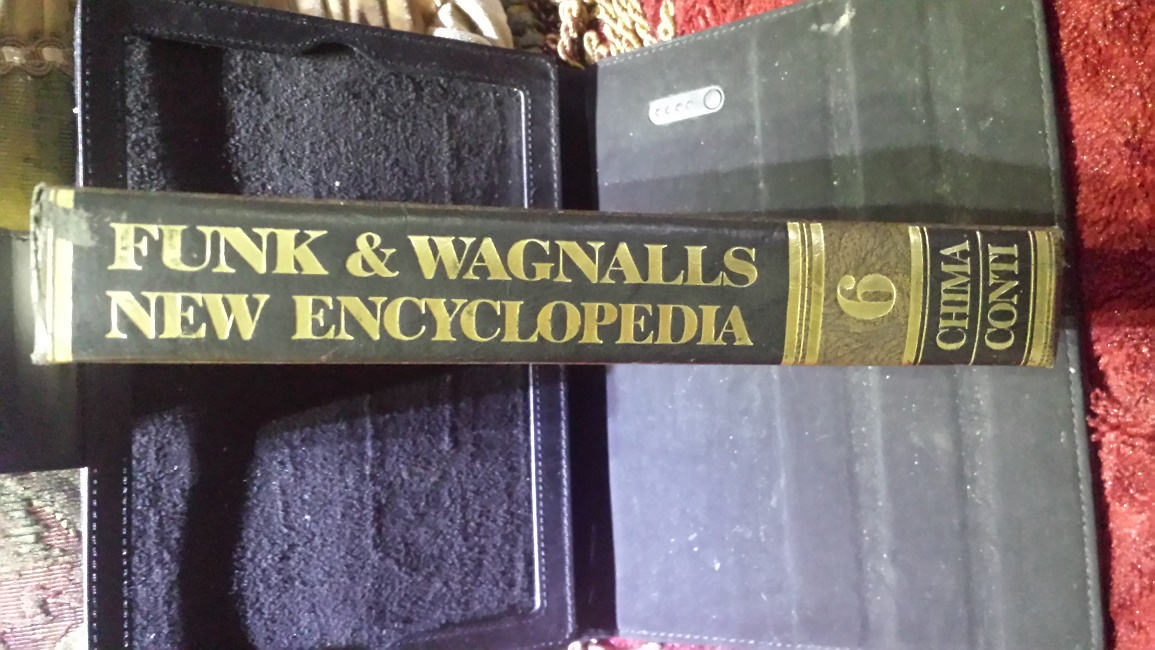 FUNK & WAGNALLS
NEW ENCYCLOPEDIA
6
CHIMA
CONTI